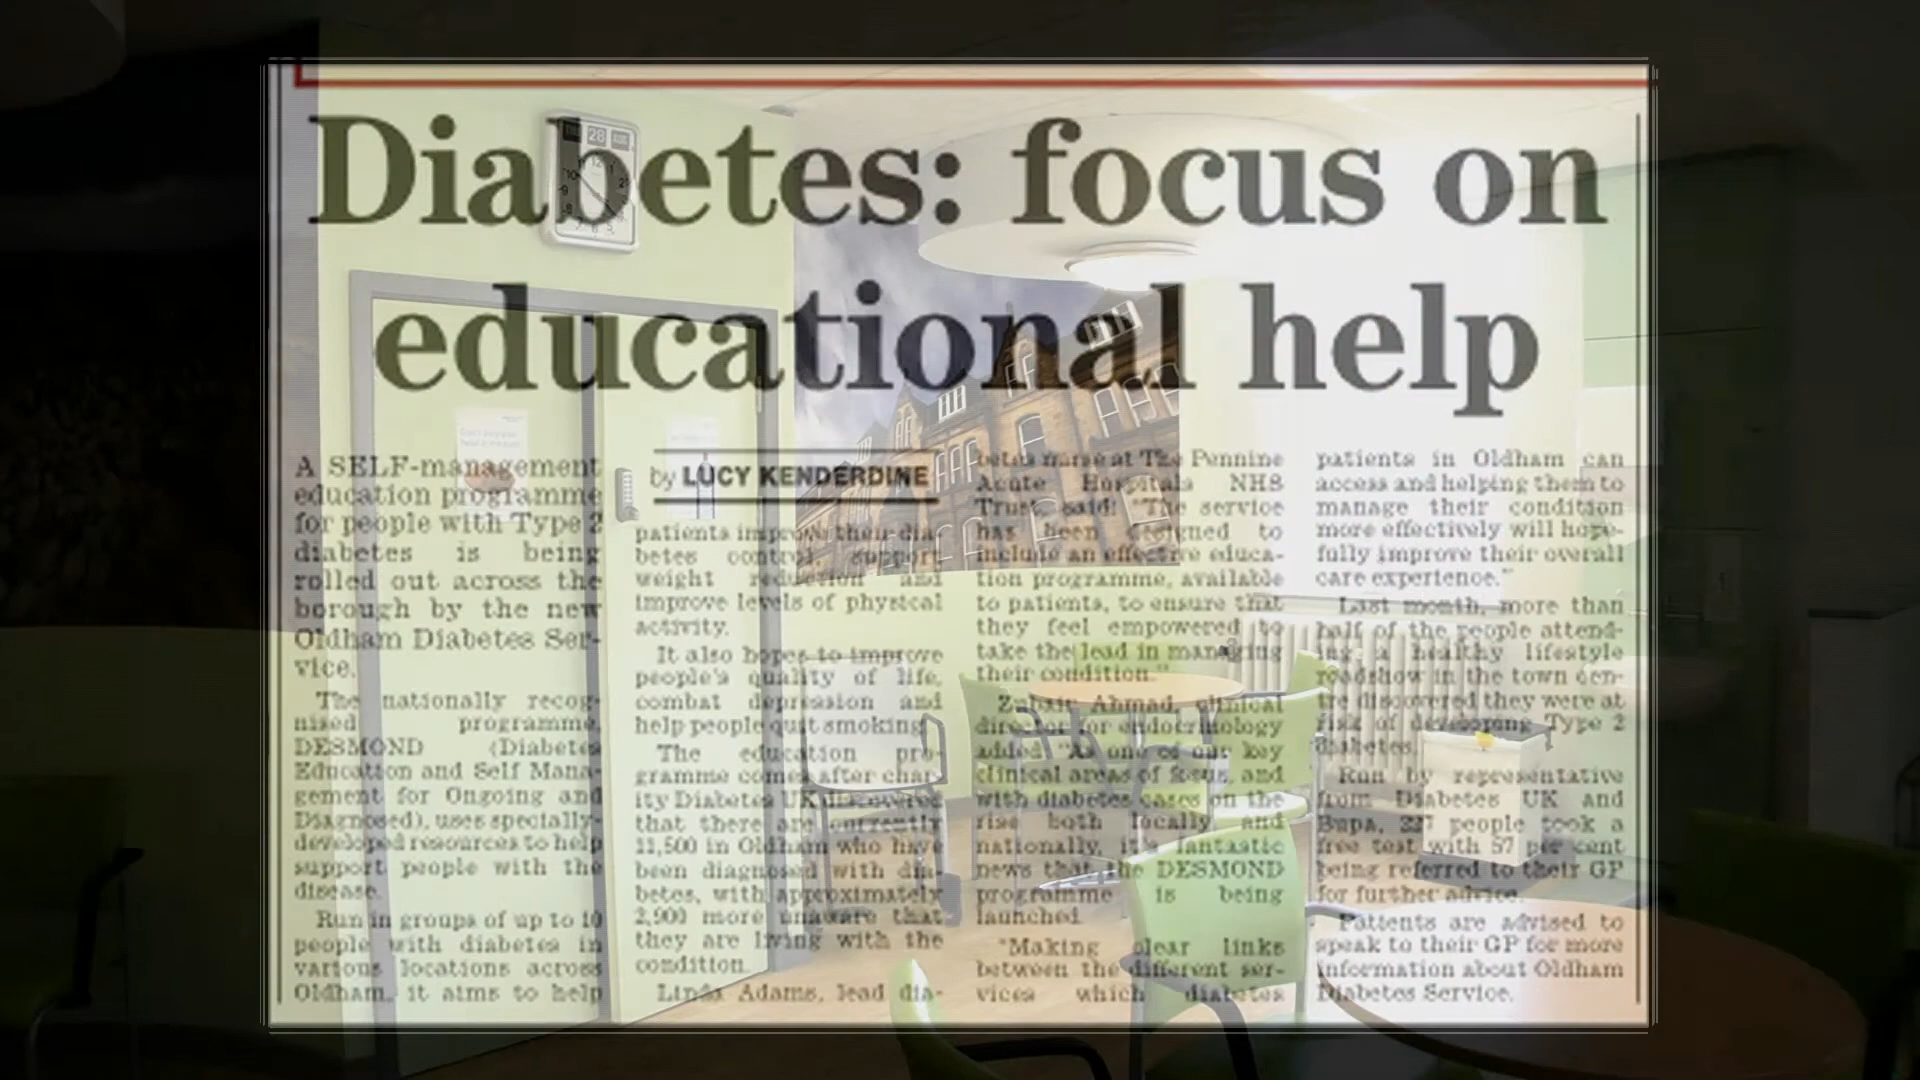 Diabetes: focus on
educational help
A SELF-management
education programme
for people with Type 2
diabetes is being
rolled out across the
borough by the new
Oldham Diabetes Ser-
vice.
The nationally recog-
nised programme,
DESMOND (Diabetes
Education and Self Mana-
gement for Ongoing and
Diagnosed), uses specially-
developed resources to help
support people with the
disease.
Run in groups of up to 10
people with diabetes in
various locations across
Oldham, it aims to help
by LUCY KENDERDINE
patients improve their dia-
betes control, support
weight reduction and
improve levels of physical
activity.
It also hopes to improve
people's quality of life,
combat depression and
help people quit smoking.
The education pro-
gramme comes after char-
ity Diabetes UK discovered
that there are currently
11,500 in Oldham who have
been diagnosed with dia-
betes, with approximately
2,900 more unaware that
they are living with the
condition.
Linda Adams, lead dia-
betes nurse at The Pennine
Acute Hospitals NHS
Trust, said: "The service
has been designed to
include an effective educa-
tion programme, available
to patients, to ensure that
they feel empowered to
take the lead in managing
their condition."
Zubair Ahmad, clinical
director for endocrinology
added: "As one of our key
clinical areas of focus, and
with diabetes cases on the
rise both locally and
nationally, it's fantastic
news that the DESMOND
programme is being
launched.
"Making clear links
between the different ser-
vices which diabetes
patients in Oldham can
access and helping them to
manage their condition
more effectively will hope-
fully improve their overall
care experience."
Last month, more than
half of the people attend-
ing a healthy lifestyle
roadshow in the town cen-
tre discovered they were at
risk of developing Type 2
diabetes.
Run by representative
from Diabetes UK and
Bupa, 227 people took a
free test with 57 per cent
being referred to their GP
for further advice.
Patients are advised to
speak to their GP for more
information about Oldham
Diabetes Service.